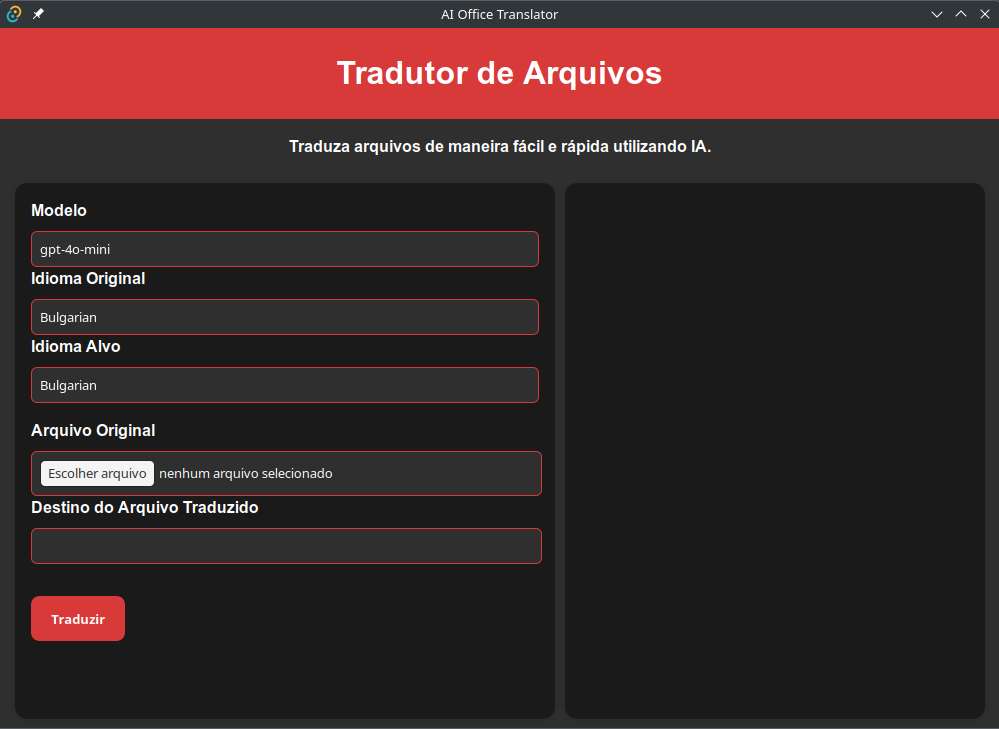 AI Office Translator
Tradutor de Arquivos
Traduza arquivos de maneira fácil e rápida utilizando IA.
Modelo
gpt-4o-mini
Idioma Original
Bulgarian
Idioma Alvo
Bulgarian
Arquivo Original
Escolher arquivo nenhum arquivo selecionado
Destino do Arquivo Traduzido
Traduzir